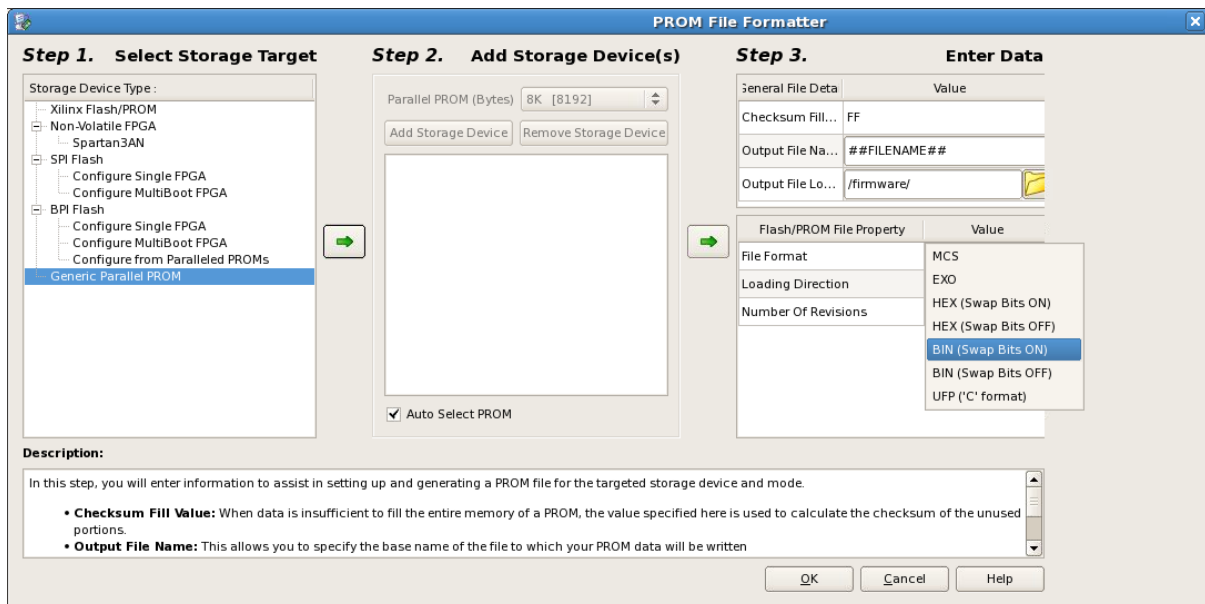 PROM File Formatter
Step 1. Select Storage Target
Storage Device Type :
Xilinx Flash/PROM
Non-Volatile FPGA
Spartan3AN
SPI Flash
Configure Single FPGA
Configure MultiBoot FPGA
BPI Flash
Configure Single FPGA
Configure MultiBoot FPGA
Configure from Paralleled PROMs
Generic Parallel PROM
Step 2. Add Storage Device(s)
Parallel PROM (Bytes) 8K [8192]
Add Storage Device Remove Storage Device
Auto Select PROM
Step 3. Enter Data
General File Deta Value
Checksum Fill... FF
Output File Na... ##FILENAME##
Output File Lo... /firmware/
Flash/PROM File Property Value
File Format
Loading Direction
Number Of Revisions
MCS
EXO
HEX (Swap Bits ON)
HEX (Swap Bits OFF)
BIN (Swap Bits ON)
BIN (Swap Bits OFF)
UFP ('C' format)
Description:
In this step, you will enter information to assist in setting up and generating a PROM file for the targeted storage device and mode.
• Checksum Fill Value: When data is insufficient to fill the entire memory of a PROM, the value specified here is used to calculate the checksum of the unused
portions.
• Output File Name: This allows you to specify the base name of the file to which your PROM data will be written
OK Cancel Help